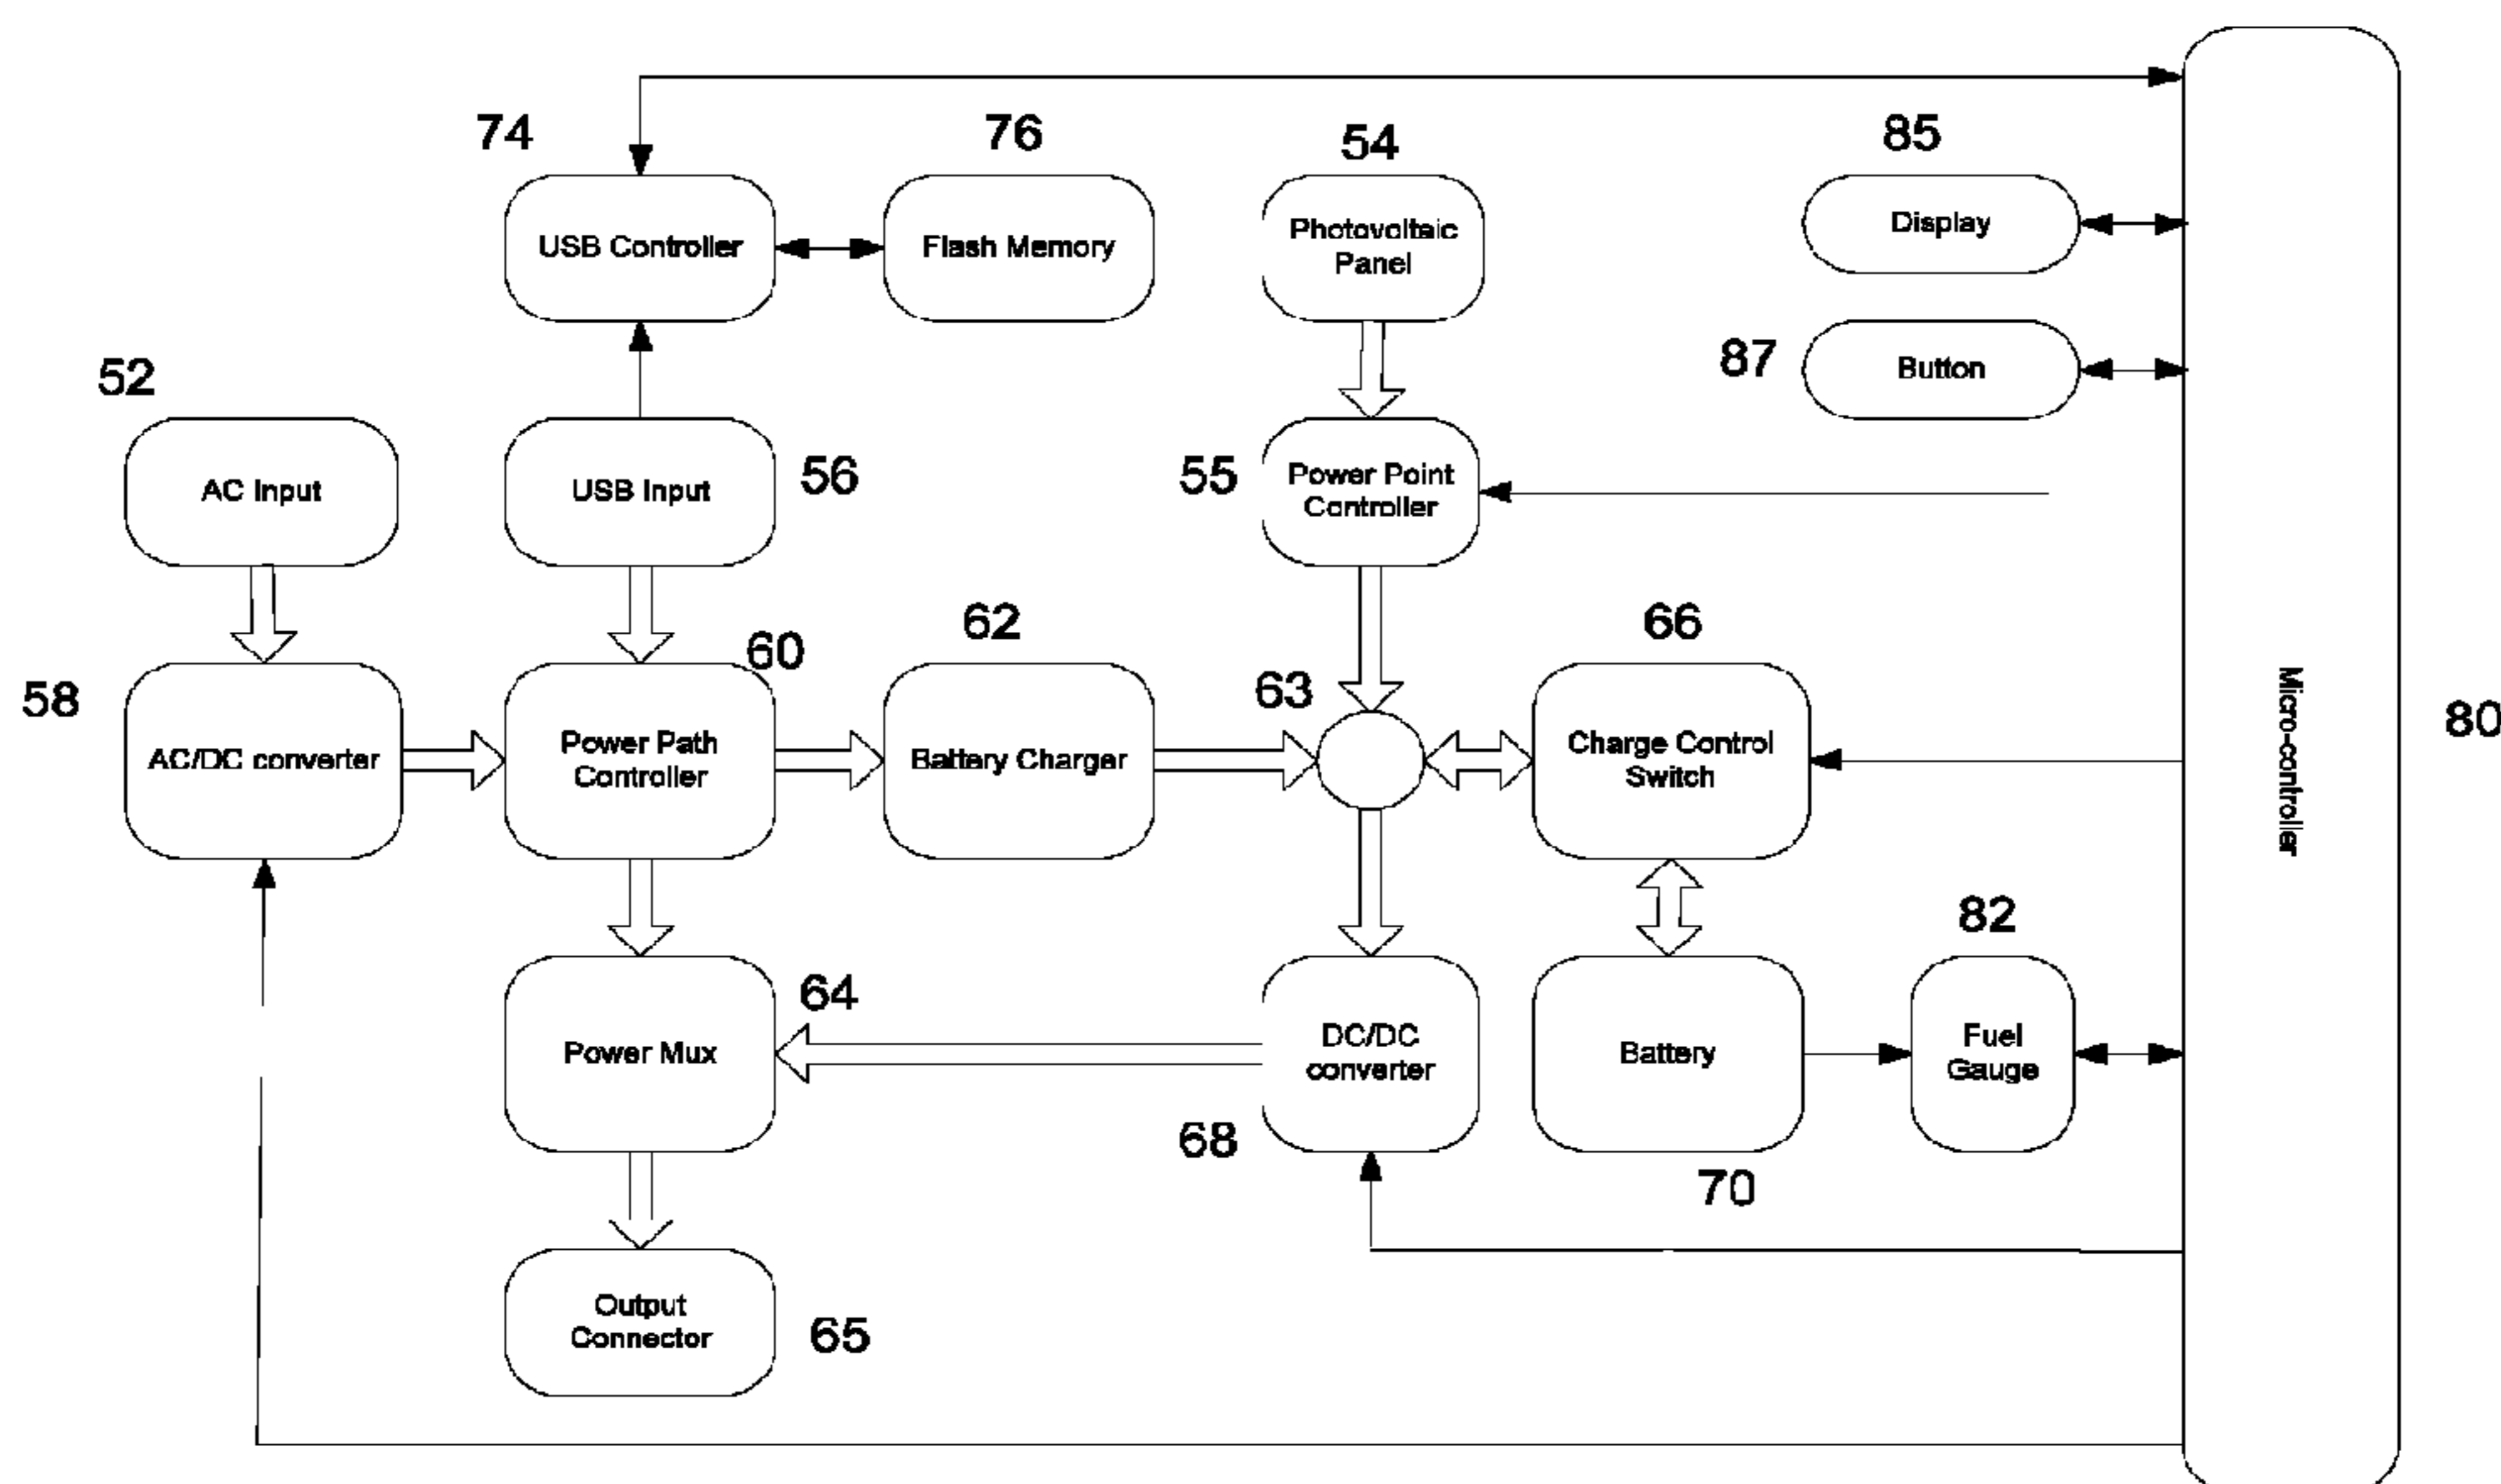 74
76
54
85
USB Controller
Flash Memory
Photovoltaic
Panel
Display
87
Button
52
AC Input
USB Input
56
55
Power Point
Controller
58
AC/DC converter
60
Power Path
Controller
62
Battery Charger
63
66
Charge Control
Switch
Micro-controller
80
64
Power Mux
DC/DC
converter
68
Battery
70
82
Fuel
Gauge
Output
Connector
65